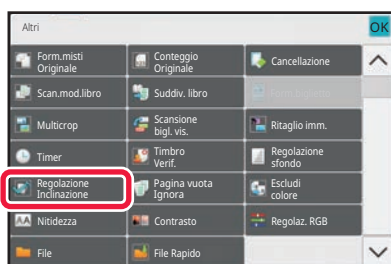 Altri
OK
Form.misti
Originale
Conteggio
Originale
Cancellazione
Scan.mod.libro
Suddiv. libro
Multicrop
Scansione
bigl. vis.
Ritaglio imm.
Timer
Timbro
Verif.
Regolazione
sfondo
Regolazione
Inclinazione
Pagina vuota
Ignora
Escludi
colore
Nitidezza
Contrasto
Regolaz. RGB
File
File Rapido